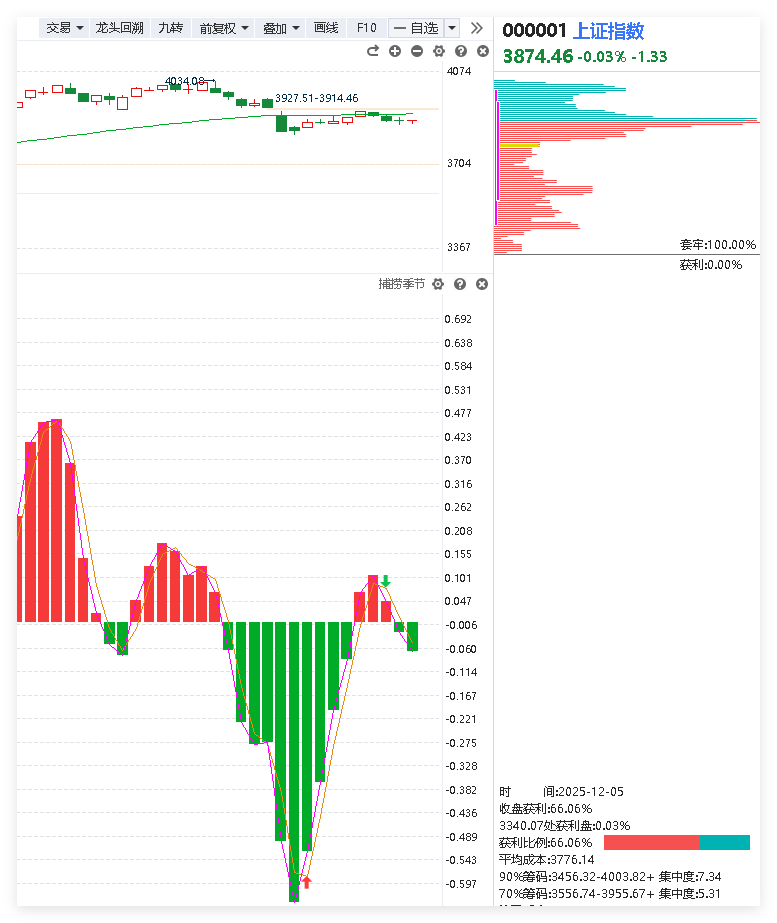 交易 龙头回溯 九转 前复权 叠加 画线 F10 一自选
000001 上证指数
3874.46 -0.03% -1.33
4074
4034.08
3927.51-3914.46
3704
3367
套牢:100.00%
获利:0.00%
捕捞季节
0.692
0.638
0.584
0.531
0.477
0.423
0.370
0.316
0.262
0.208
0.155
0.101
0.047
-0.006
-0.060
-0.114
-0.167
-0.221
-0.275
-0.328
-0.382
-0.436
-0.489
-0.543
-0.597
时 间:2025-12-05
收盘获利:66.06%
3340.07处获利盘:0.03%
获利比例:66.06%
平均成本:3776.14
90%筹码:3456.32-4003.82+ 集中度:7.34
70%筹码:3556.74-3955.67+ 集中度:5.31